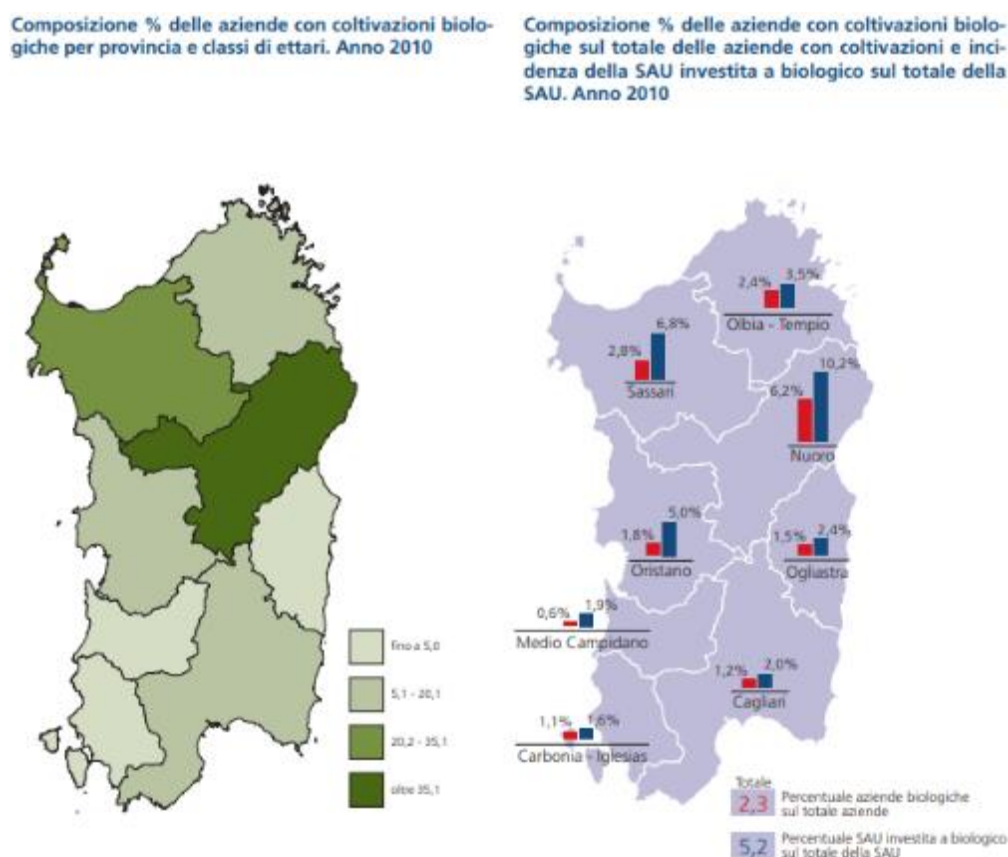 Composizione % delle aziende con coltivazioni biolo-
giche per provincia e classi di ettari. Anno 2010
Composizione % delle aziende con coltivazioni biolo-
giche sul totale delle aziende con coltivazioni e inci-
denza della SAU investita a biologico sul totale della
SAU. Anno 2010
fino a 5,0
5,1 - 20,1
20,2 - 35,1
oltre 35,1
2,4% 3,5%
Olbia - Tempio
2,8% 6,8%
Sassari
6,2% 10,2%
Nuoro
1,8% 5,0%
Oristano
1,5% 2,4%
Ogliastra
0,6% 1,9%
Medio Campidano
1,2% 2,0%
Cagliari
1,1% 1,6%
Carbonia - Iglesias
Totale
2,3 Percentuale aziende biologiche
sul totale aziende
5,2 Percentuale SAU investita a biologico
sul totale della SAU